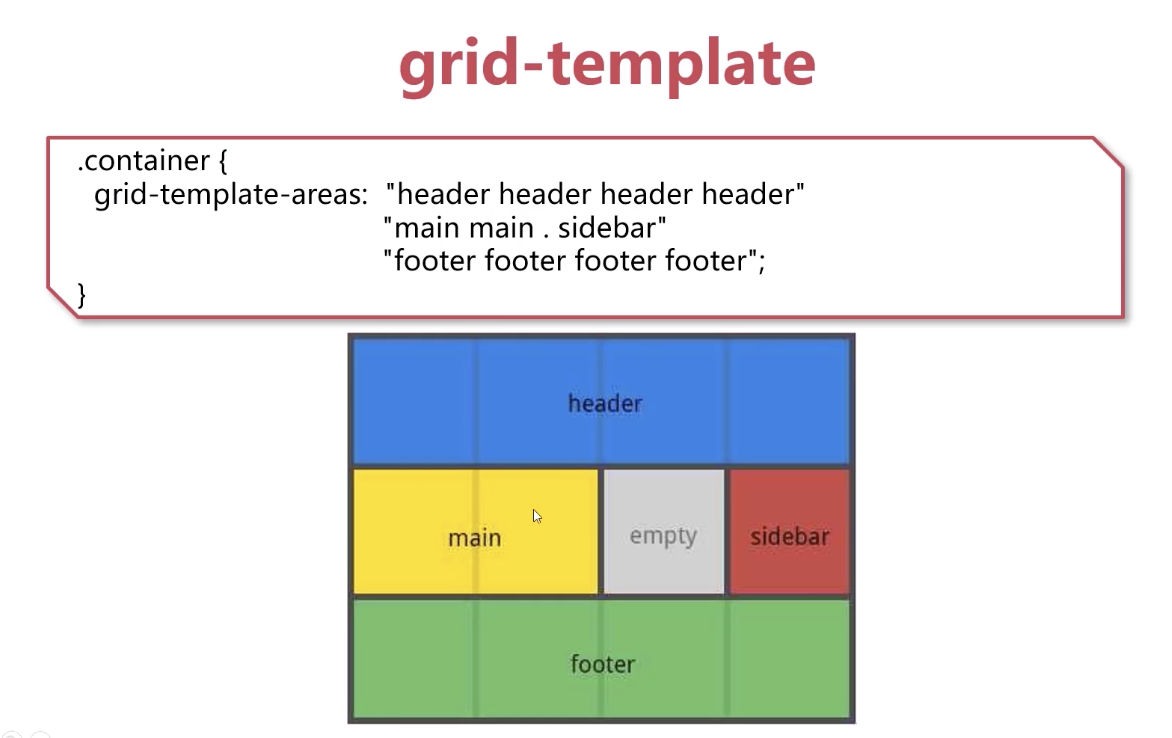 grid-template
.container {
grid-template-areas: "header header header header"
"main main . sidebar"
"footer footer footer footer";
}
header
main
empty
sidebar
footer